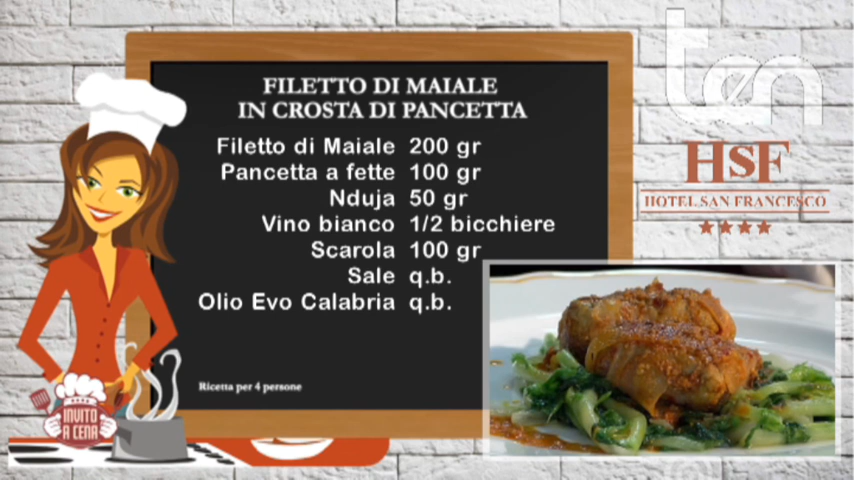 FILETTO DI MAIALE
IN CROSTA DI PANCETTA
Filetto di Maiale 200 gr
Pancetta a fette 100 gr
Nduja 50 gr
Vino bianco 1/2 bicchiere
Scarola 100 gr
Sale q.b.
Olio Evo Calabria q.b.
Ricetta per 4 persone
ten
HSF
HOTEL SAN FRANCESCO
INVITO
A CENA